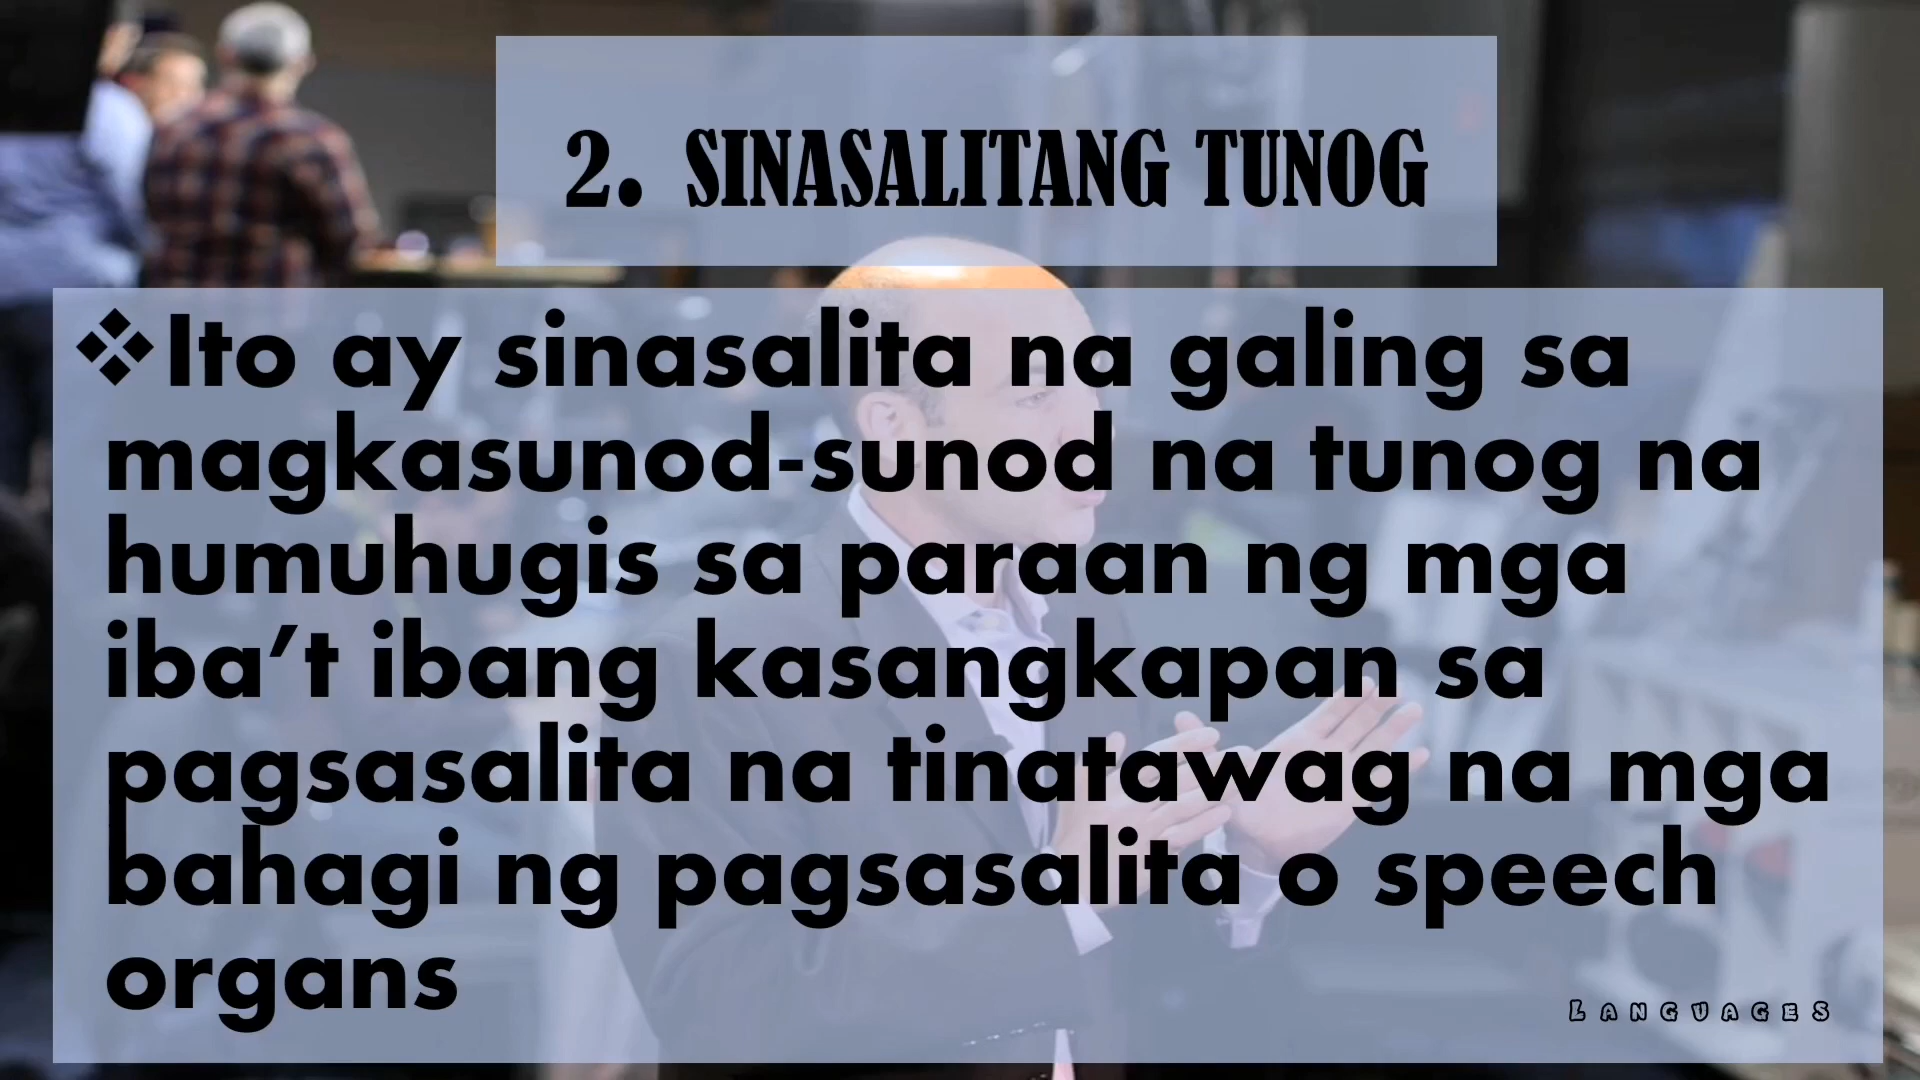 2. SINASALITANG TUNOG
❖Ito ay sinasalita na galing sa
magkasunod-sunod na tunog na
humuhugis sa paraan ng mga
iba’t ibang kasangkapan sa
pagsasalita na tinatawag na mga
bahagi ng pagsasalita o speech
organs
LANGUAGES